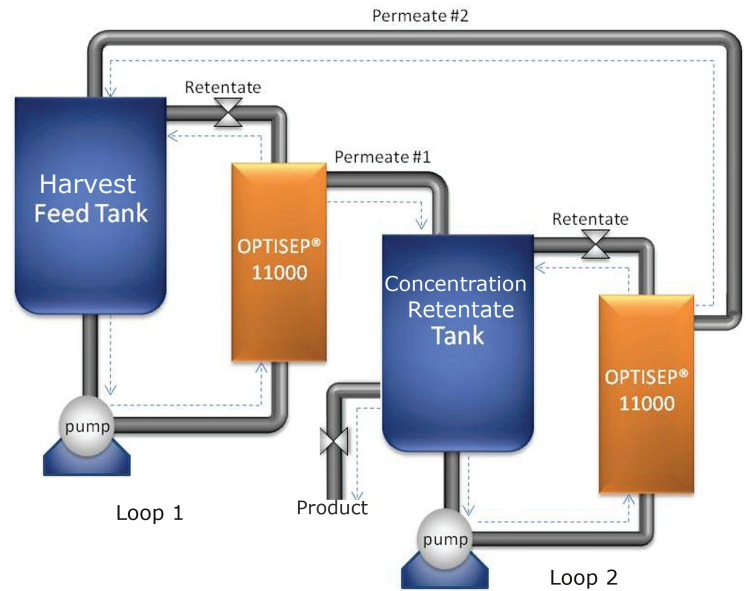 Permeate #2
Retentate
Harvest
Feed Tank
Permeate #1
OPTISEP®
11000
Retentate
Concentration
Retentate
Tank
OPTISEP®
11000
pump
Product
Loop 1
pump
Loop 2